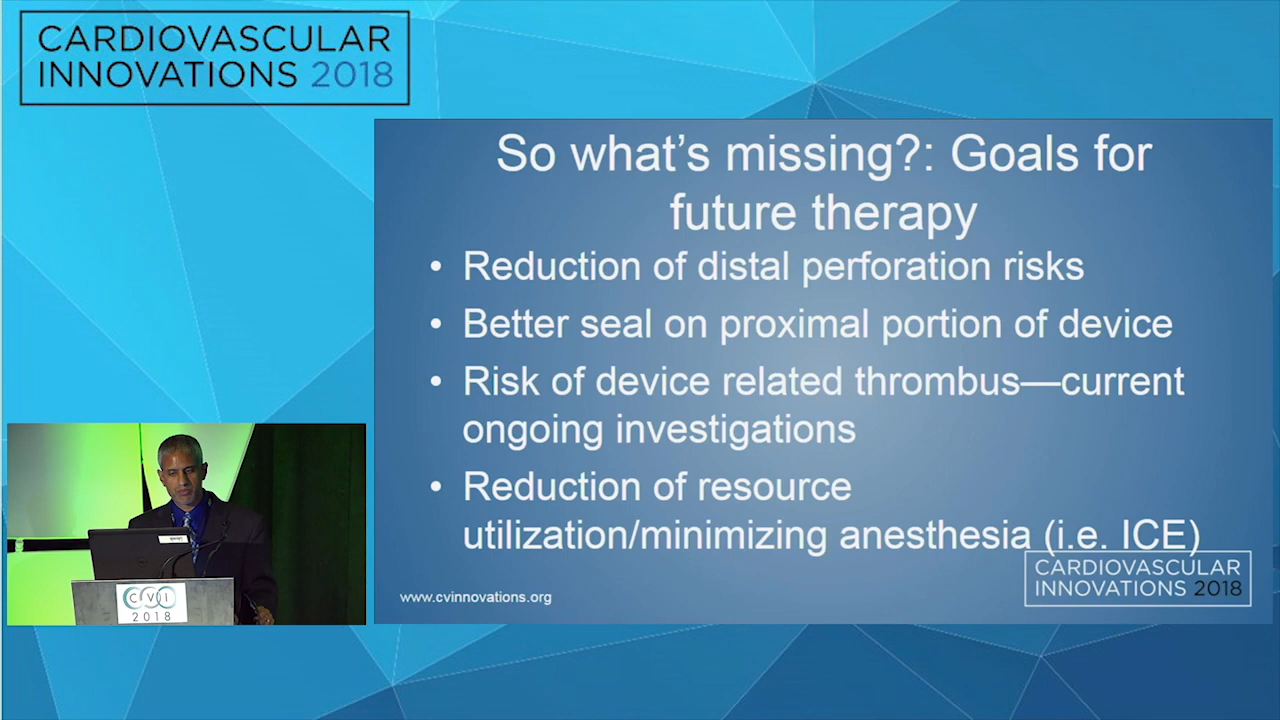 CARDIOVASCULAR
INNOVATIONS 2018
So what's missing?: Goals for
future therapy
• Reduction of distal perforation risks
• Better seal on proximal portion of device
• Risk of device related thrombus—current
ongoing investigations
• Reduction of resource
utilization/minimizing anesthesia (i.e. ICE)
www.cvinnovations.org
CARDIOVASCULAR
INNOVATIONS 2018
CVI
2018